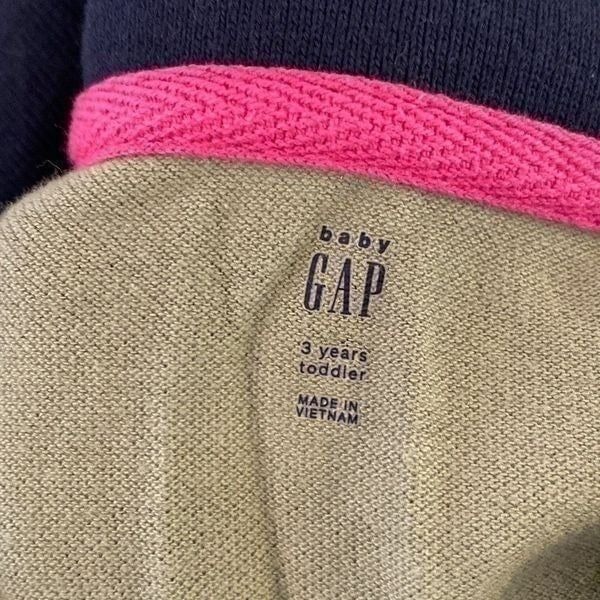 baby
GAP
3 years
toddler
MADE IN
VIETNAM